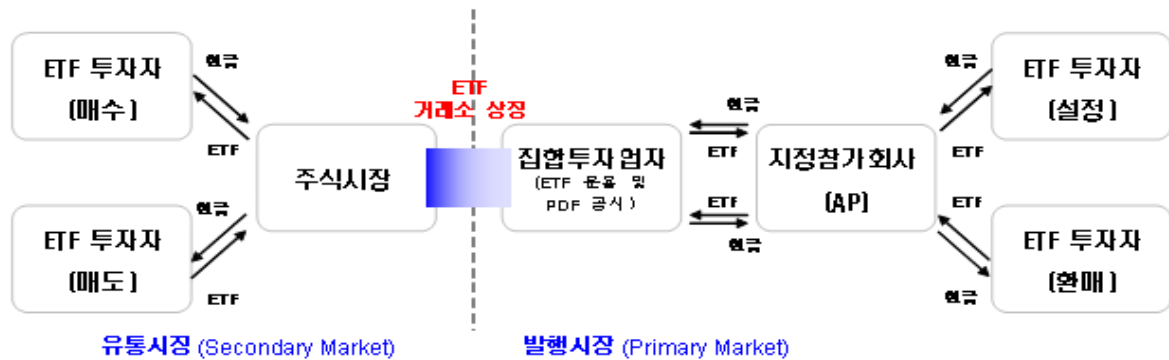 ETF 투자자
(매수)
현금
ETF
ETF 투자자
(매도)
현금
ETF
주식시장
ETF
거래소 상장
집합투자업자
(ETF 운용 및
PDF 공시)
현금
ETF
ETF
현금
지정참가회사
(AP)
현금
ETF
ETF
현금
ETF 투자자
(설정)
ETF 투자자
(환매)
유통시장 (Secondary Market)
발행시장 (Primary Market)